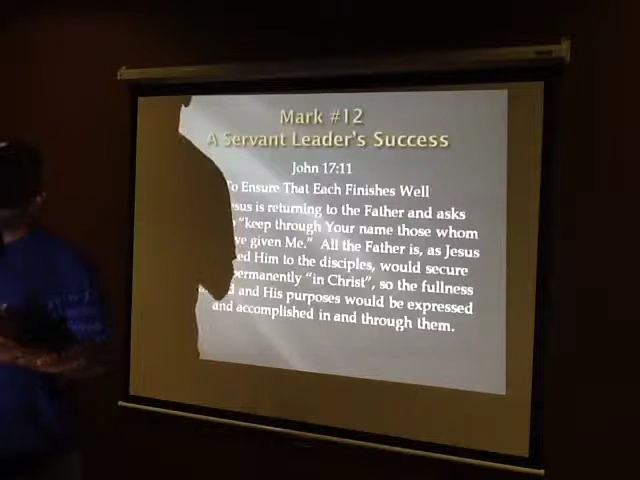 Mark #12
A Servant Leader's Success
John 17:11
To Ensure That Each Finishes Well
is returning to the Father and asks
"keep through Your name those whom
given Me." All the Father is, as Jesus
Him to the disciples, would secure
permanently "in Christ", so the fullness
and His purposes would be expressed
and accomplished in and through them.